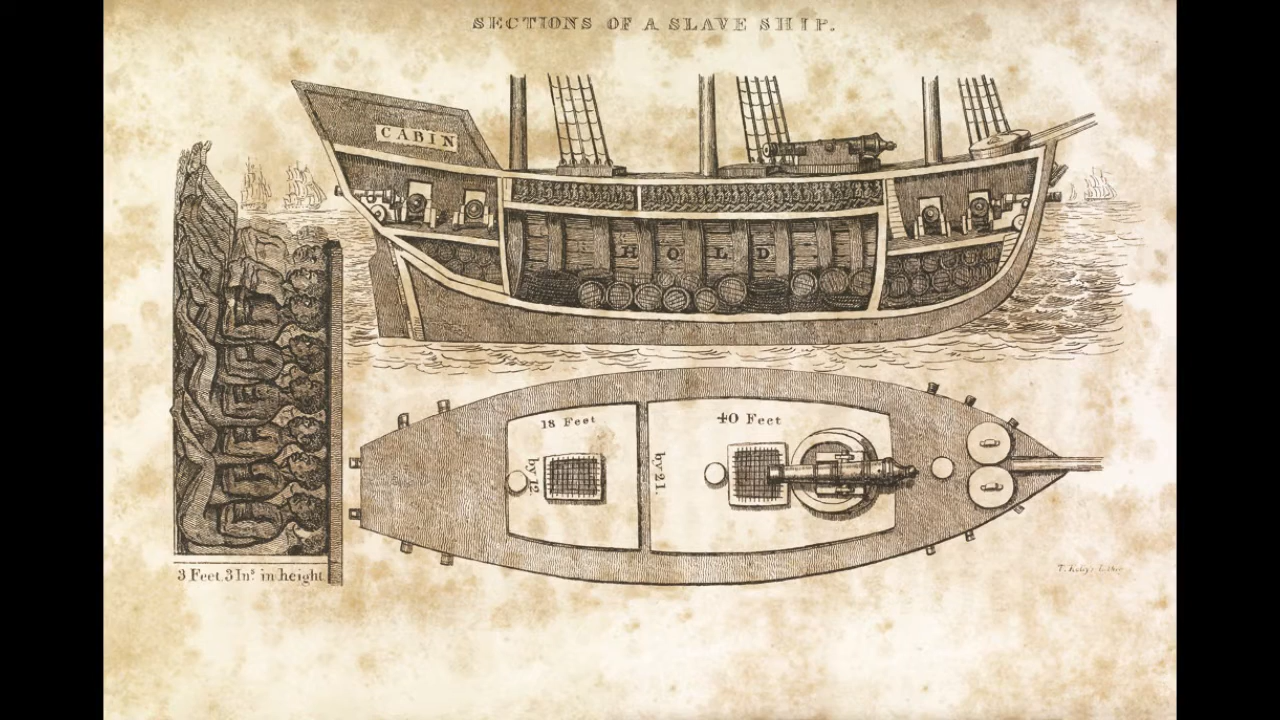 SECTIONS OF A SLAVE SHIP.
CABIN
HOLD
18 Feet
by 12.
40 Feet
by 21.
3 Feet. 3 Inˢ. in height